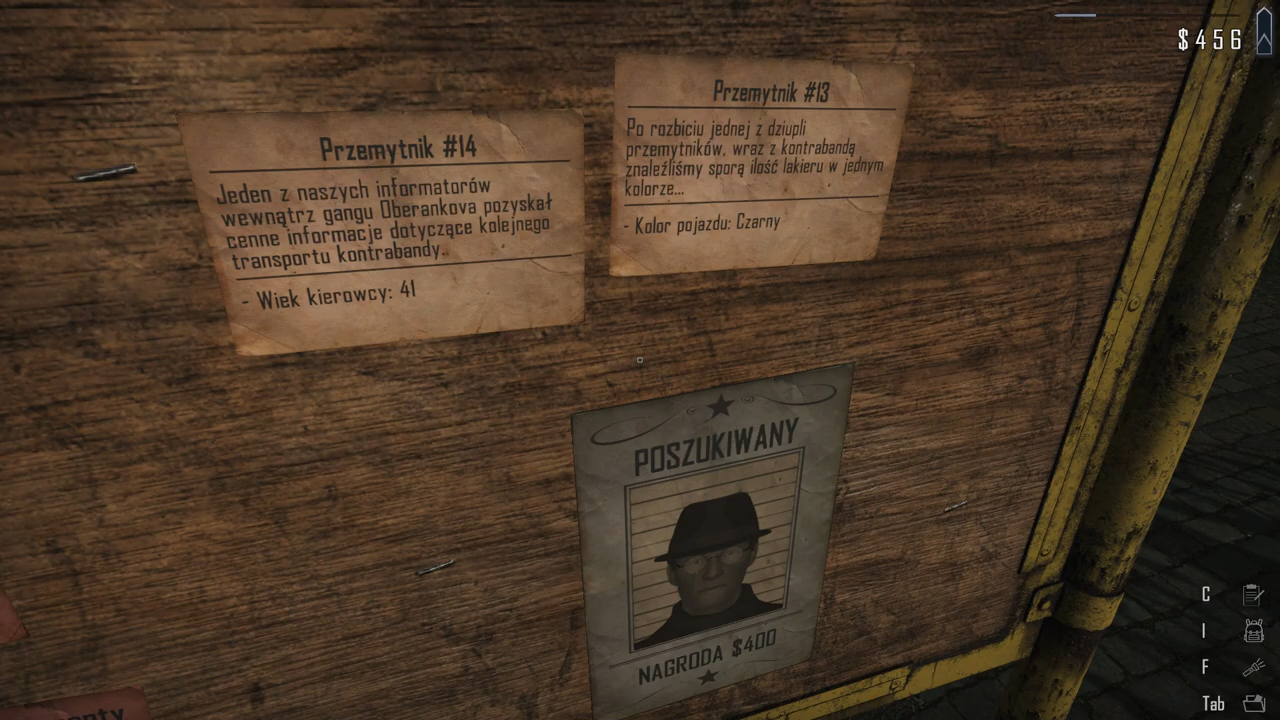 $456
Przemytnik #14
Jeden z naszych informatorów
wewnątrz gangu Oberankova pozyskał
cenne informacje dotyczące kolejnego
transportu kontrabandy..
- Wiek kierowcy: 41
Przemytnik #13
Po rozbiciu jednej z dziupli
przemytników, wraz z kontrabandą
znaleźliśmy sporą ilość lakieru w jednym
kolorze...
- Kolor pojazdu: Czarny
POSZUKIWANY
NAGRODA $400
C
I
F
Tab